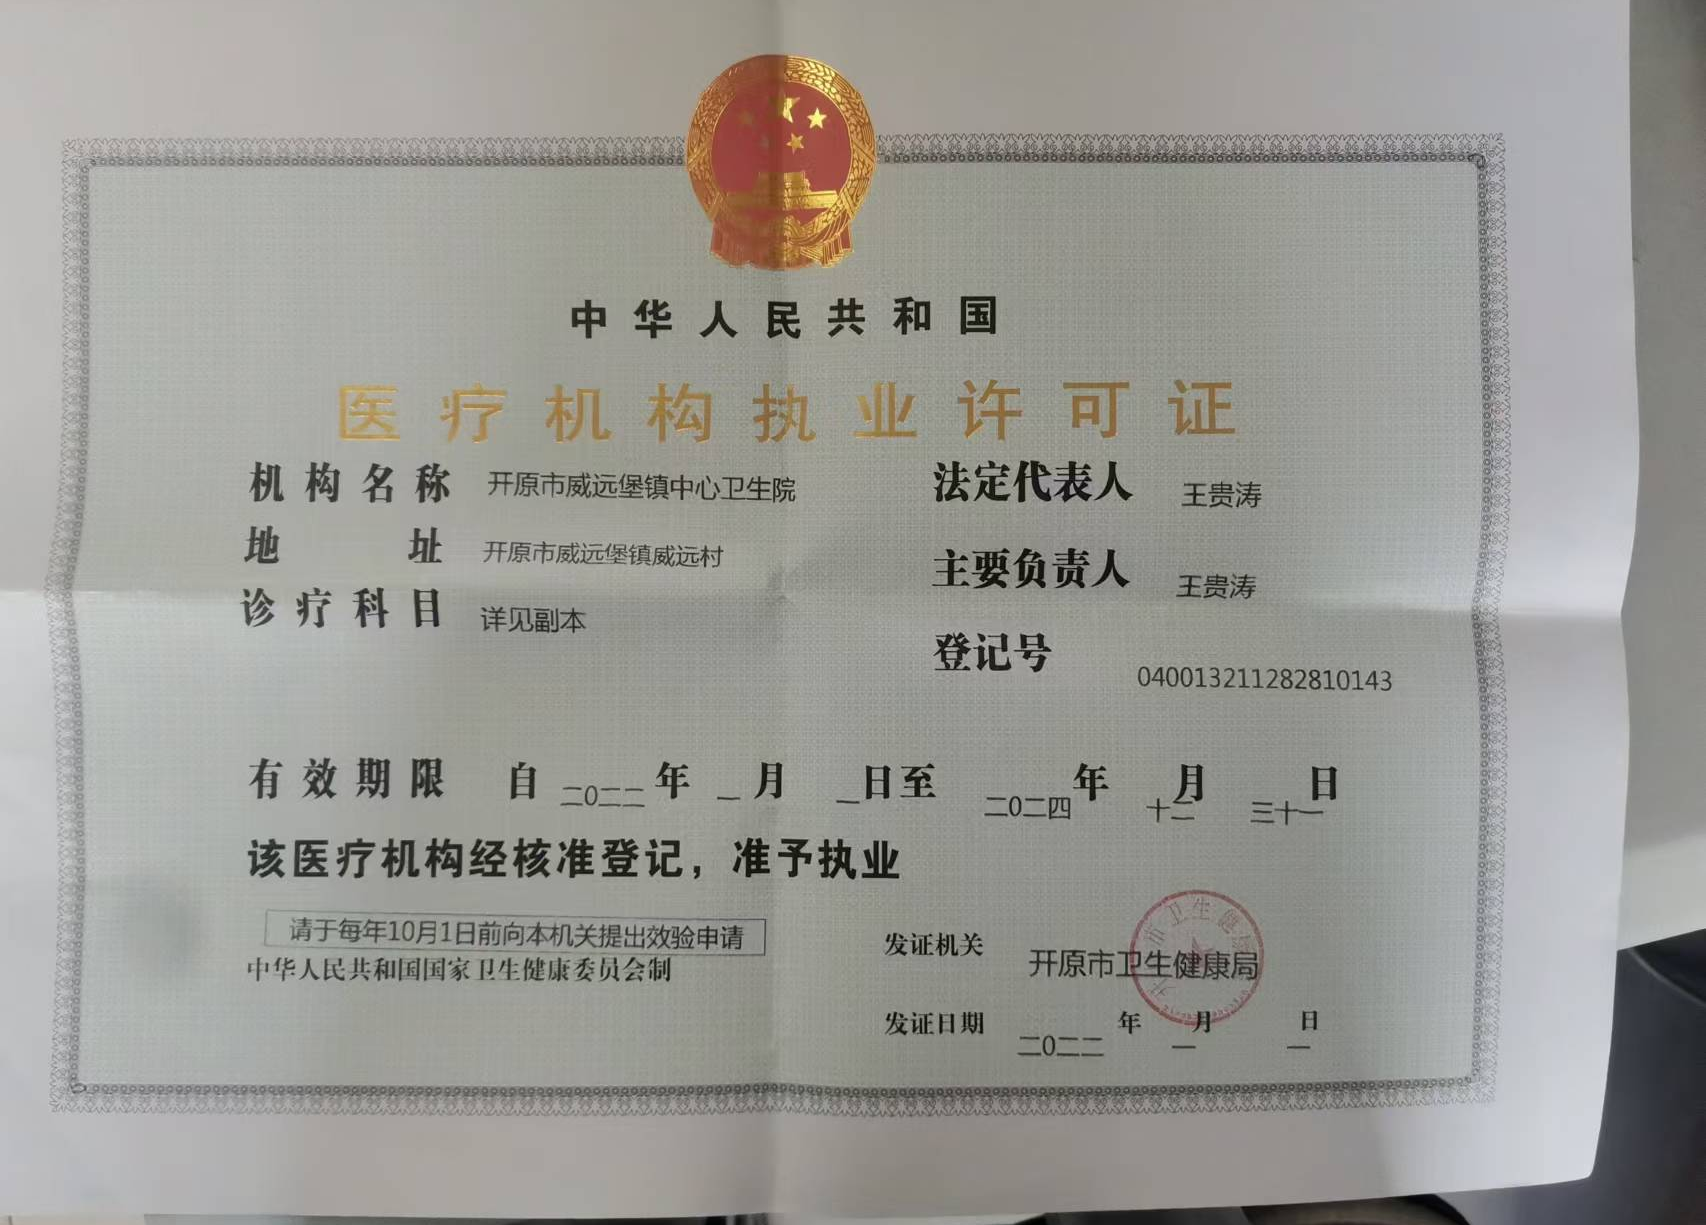 中华人民共和国
医疗机构执业许可证
机构名称 开原市威远堡镇中心卫生院
地址 开原市威远堡镇威远村
诊疗科目 详见副本
法定代表人 王贵涛
主要负责人 王贵涛
登记号 040013211282810143
有效期限 自二〇二二年一月一日至二〇二四年十二月三十一日
该医疗机构经核准登记，准予执业
请于每年10月1日前向本机关提出效验申请
中华人民共和国国家卫生健康委员会制
发证机关 开原市卫生健康局
发证日期 二〇二二年一月一日